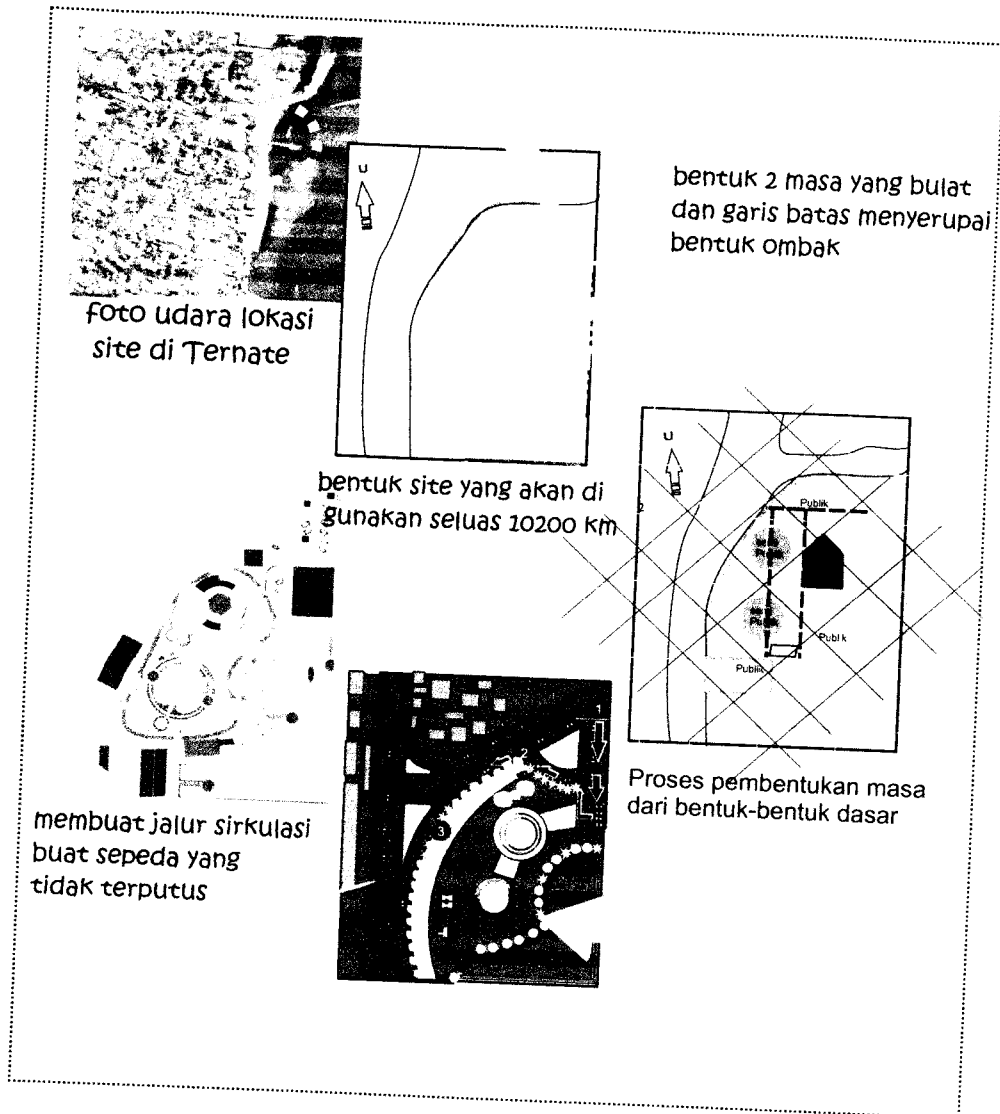 foto udara lokasi
site di Ternate
U
bentuk site yang akan di
gunakan seluas 10200 km
bentuk 2 masa yang bulat
dan garis batas menyerupai
bentuk ombak
U
Publik
Publik
Publik
Publik
Proses pembentukan masa
dari bentuk-bentuk dasar
membuat jalur sirkulasi
buat sepeda yang
tidak terputus
1
2
3